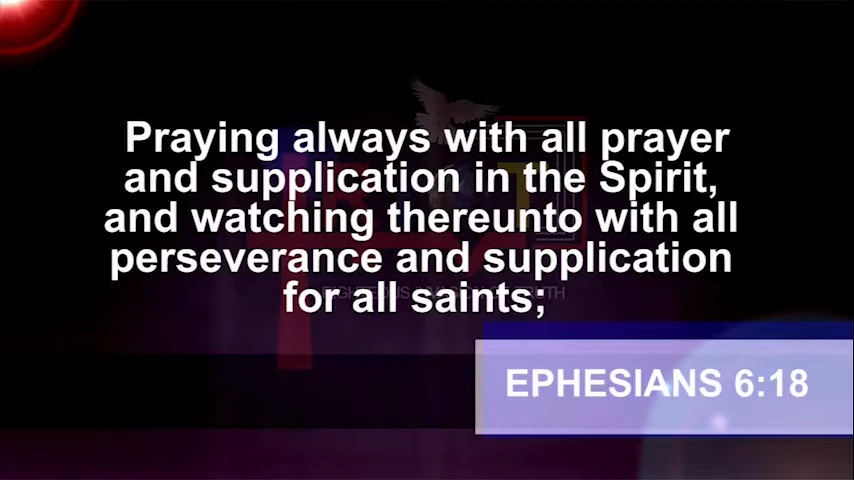 Praying always with all prayer
and supplication in the Spirit,
and watching thereunto with all
perseverance and supplication
for all saints;
EPHESIANS 6:18